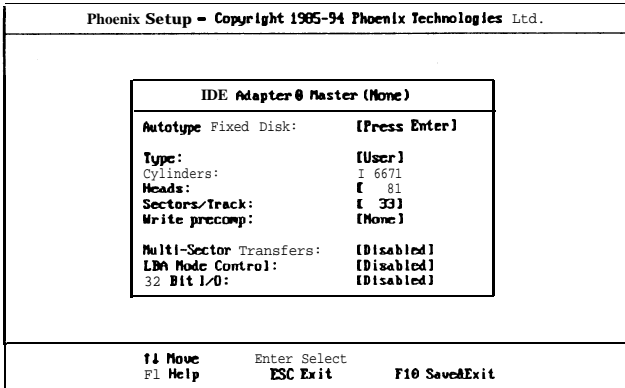 Phoenix Setup - Copyright 1985-94 Phoenix Technologies Ltd.
IDE Adapter 0 Master (None)
Autotype Fixed Disk: [Press Enter]
Type: [User]
Cylinders: I 6671
Heads: [ 81
Sectors/Track: [ 33]
Write precomp: [None]
Multi-Sector Transfers: [Disabled]
LBA Mode Control: [Disabled]
32 Bit I/O: [Disabled]
↑↓ Move Enter Select
F1 Help ESC Exit F10 Save&Exit